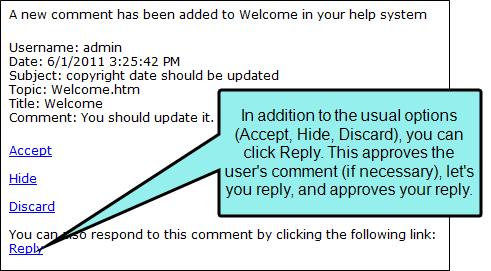 A new comment has been added to Welcome in your help system
Username: admin
Date: 6/1/2011 3:25:42 PM
Subject: copyright date should be updated
Topic: Welcome.htm
Title: Welcome
Comment: You should update it.
Accept
Hide
Discard
You can also respond to this comment by clicking the following link:
Reply
In addition to the usual options
(Accept, Hide, Discard), you can
click Reply. This approves the
user's comment (if necessary), let's
you reply, and approves your reply.